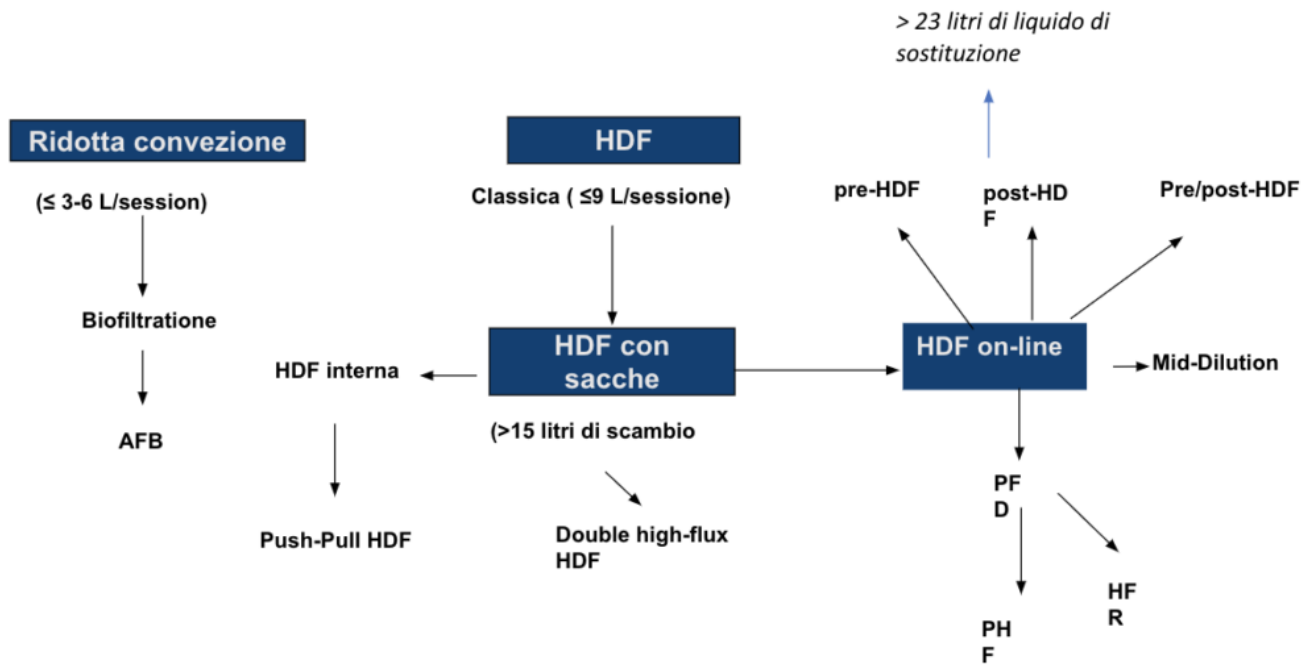 > 23 litri di liquido di
sostituzione
Ridotta convezione
HDF
(≤ 3-6 L/session)
Classica ( ≤9 L/sessione)
pre-HDF
post-HD
F
Pre/post-HDF
Biofiltratione
HDF interna
HDF con
sacche
HDF on-line
Mid-Dilution
AFB
(>15 litri di scambio
PF
D
Push-Pull HDF
Double high-flux
HDF
HF
R
PH
F